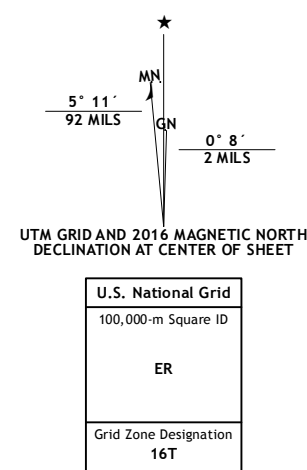 MN
5° 11´
92 MILS
GN
0° 8´
2 MILS
UTM GRID AND 2016 MAGNETIC NORTH
DECLINATION AT CENTER OF SHEET
U.S. National Grid
100,000-m Square ID
ER
Grid Zone Designation
16T